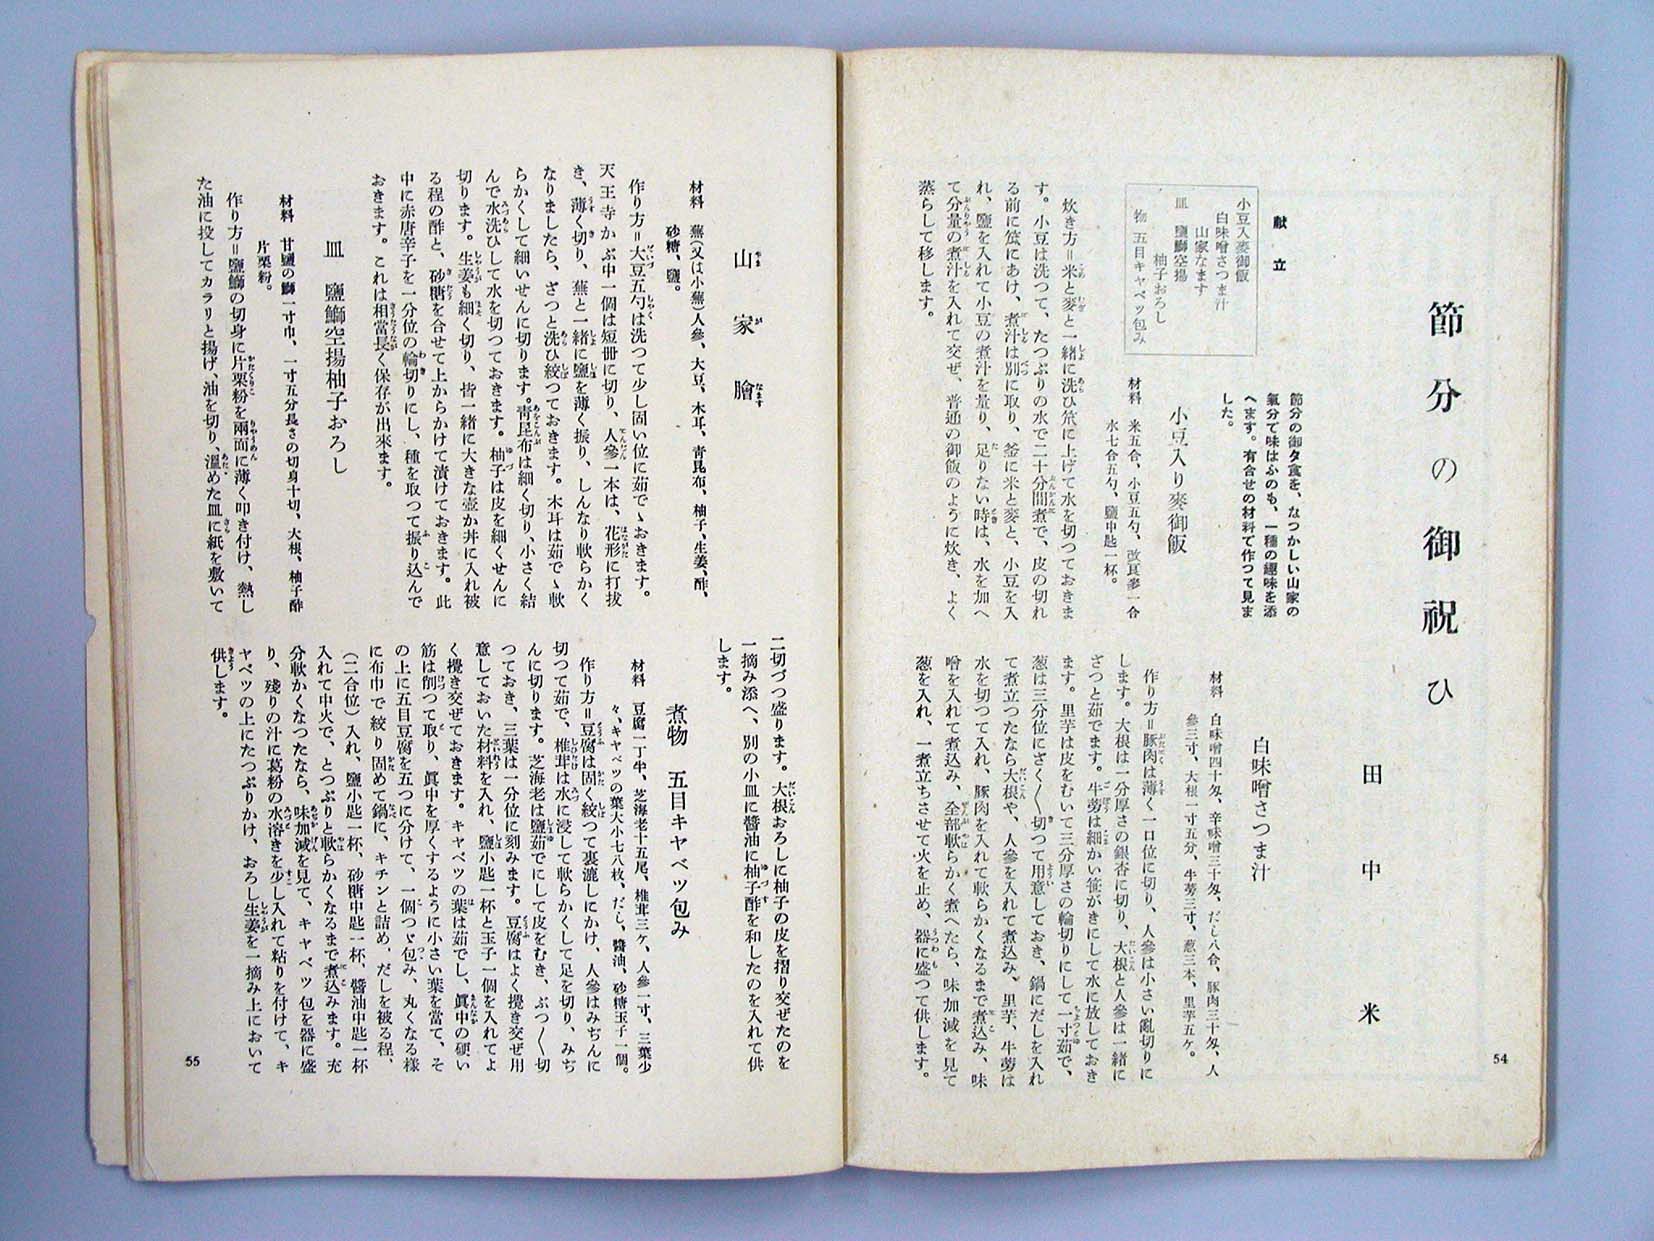 節分の御祝ひ
田中米
節分の御夕食を、なつかしい山家の
氣分で味はふのも、一種の趣味を添
へます。有合せの材料で作つて見ま
した。
献立
小豆入麥御飯
白味噌さつま汁
山家なます
皿 鹽鰤空揚
柚子おろし
物 五目キャベツ包み
小豆入り麥御飯
材料 米五合、小豆五勺、改良麥一合
水七合五勺、鹽中匙一杯。
炊き方=米と麥と一緒に洗ひ笊に上げて水を切つておきま
す。小豆は洗つて、たつぷりの水で二十分間煮で、皮の切れ
る前に笊にあけ、煮汁は別に取り、釜に米と麥と、小豆を入
れ、鹽を入れて小豆の煮汁を量り、足りない時は、水を加へ
て分量の煮汁を入れて交ぜ、普通の御飯のように炊き、よく
蒸らして移します。
白味噌さつま汁
材料 白味噌四十匁、辛味噌三十匁、だし八合、豚肉三十匁、人
參三寸、大根一寸五分、牛蒡三寸、葱三本、里芋五ケ。
作り方=豚肉は薄く一口位に切り、人參は小さい亂切りに
します。大根は一分厚さの銀杏に切り、大根と人參は一緒に
ざつと茹でます。牛蒡は細かい笹がきにして水に放しておき
ます。里芋は皮をむいて三分厚さの輪切りにして一寸茹で、
葱は三分位にざく〱切つて用意しておき、鍋にだしを入れ
て煮立つたなら大根や、人參を入れて煮込み、里芋、牛蒡は
水を切つて入れ、豚肉を入れて軟らかくなるまで煮込み、味
噌を入れて煮込み、全部軟らかく煮へたら、味加減を見て
葱を入れ、一煮立ちさせて火を止め、器に盛つて供します。
54
山家膾
材料 蕪(又は小蕪)人參、大豆、木耳、靑昆布、柚子、生姜、酢、
砂糖、鹽。
作り方=大豆五勺は洗つて少し固い位に茹でゝおきます。
天王寺かぶ中一個は短冊に切り、人參一本は、花形に打拔
き、薄く切り、蕪と一緒に鹽を薄く振り、しんなり軟らかく
なりましたら、ざつと洗ひ絞つておきます。木耳は茹でゝ軟
らかくして細いせんに切ります。靑昆布は細く切り、小さく結
んで水洗ひして水を切つておきます。柚子は皮を細くせんに
切ります。生姜も細く切り、皆一緒に大きな壺か丼に入れ被
る程の酢と、砂糖を合せて上からかけて漬けておきます。此
中に赤唐辛子を一分位の輪切りにし、種を取つて振り込んで
おきます。これは相當長く保存が出來ます。
皿 鹽鰤空揚柚子おろし
材料 甘鹽の鰤一寸巾、一寸五分長さの切身十切、大根、柚子酢
片栗粉。
作り方=鹽鰤の切身に片栗粉を兩面に薄く叩き付け、熱し
た油に投してカラリと揚げ、油を切り、溫めた皿に紙を敷いて
二切づつ盛ります。大根おろしに柚子の皮を摺り交ぜたのを
一摘み添へ、別の小皿に醬油に柚子酢を和したのを入れて供
します。
煮物 五目キャベツ包み
材料 豆腐一丁半、芝海老十五尾、椎茸三ケ、人參一寸、三葉少
々、キャベツの葉大小七八枚、だし、醬油、砂糖玉子一個。
作り方=豆腐は固く絞つて裏漉しにかけ、人參はみぢんに
切つて茹で、椎茸は水に浸して軟らかくして足を切り、みぢ
んに切ります。芝海老は鹽茹でにして皮をむき、ぶつ〱切
つておき、三葉は一分位に刻みます。豆腐はよく攪き交ぜ用
意しておいた材料を入れ、鹽小匙一杯と玉子一個を入れてよ
く攪き交ぜておきます。キャベツの葉は茹でし、眞中の硬い
筋は削つて取り、眞中を厚くするように小さい葉を當て、そ
の上に五目豆腐を五つに分けて、一個つゞ包み、丸くなる樣
に布巾で絞り固めて鍋に、キチンと詰め、だしを被る程、
(二合位)入れ、鹽小匙一杯、砂糖中匙一杯、醬油中匙一杯
入れて中火で、とつぷりと軟らかくなるまで煮込みます。充
分軟かくなつたなら、味加減を見て、キャベツ包を器に盛
り、殘りの汁に葛粉の水溶きを少し入れて粘りを付けて、キ
ャベツの上にたつぷりかけ、おろし生姜を一摘み上において
供します。
55